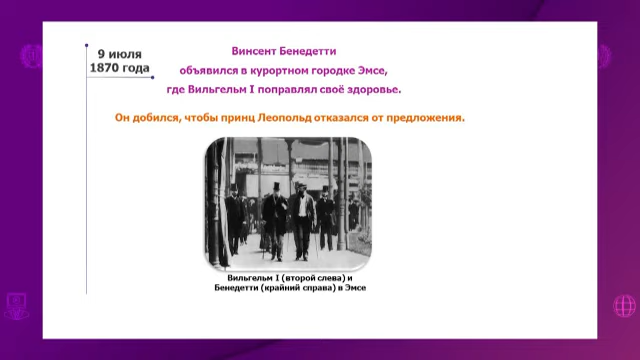 9 июля
1870 года
Винсент Бенедетти
объявился в курортном городке Эмсе,
где Вильгельм I поправлял своё здоровье.
Он добился, чтобы принц Леопольд отказался от предложения.
Вильгельм I (второй слева) и
Бенедетти (крайний справа) в Эмсе